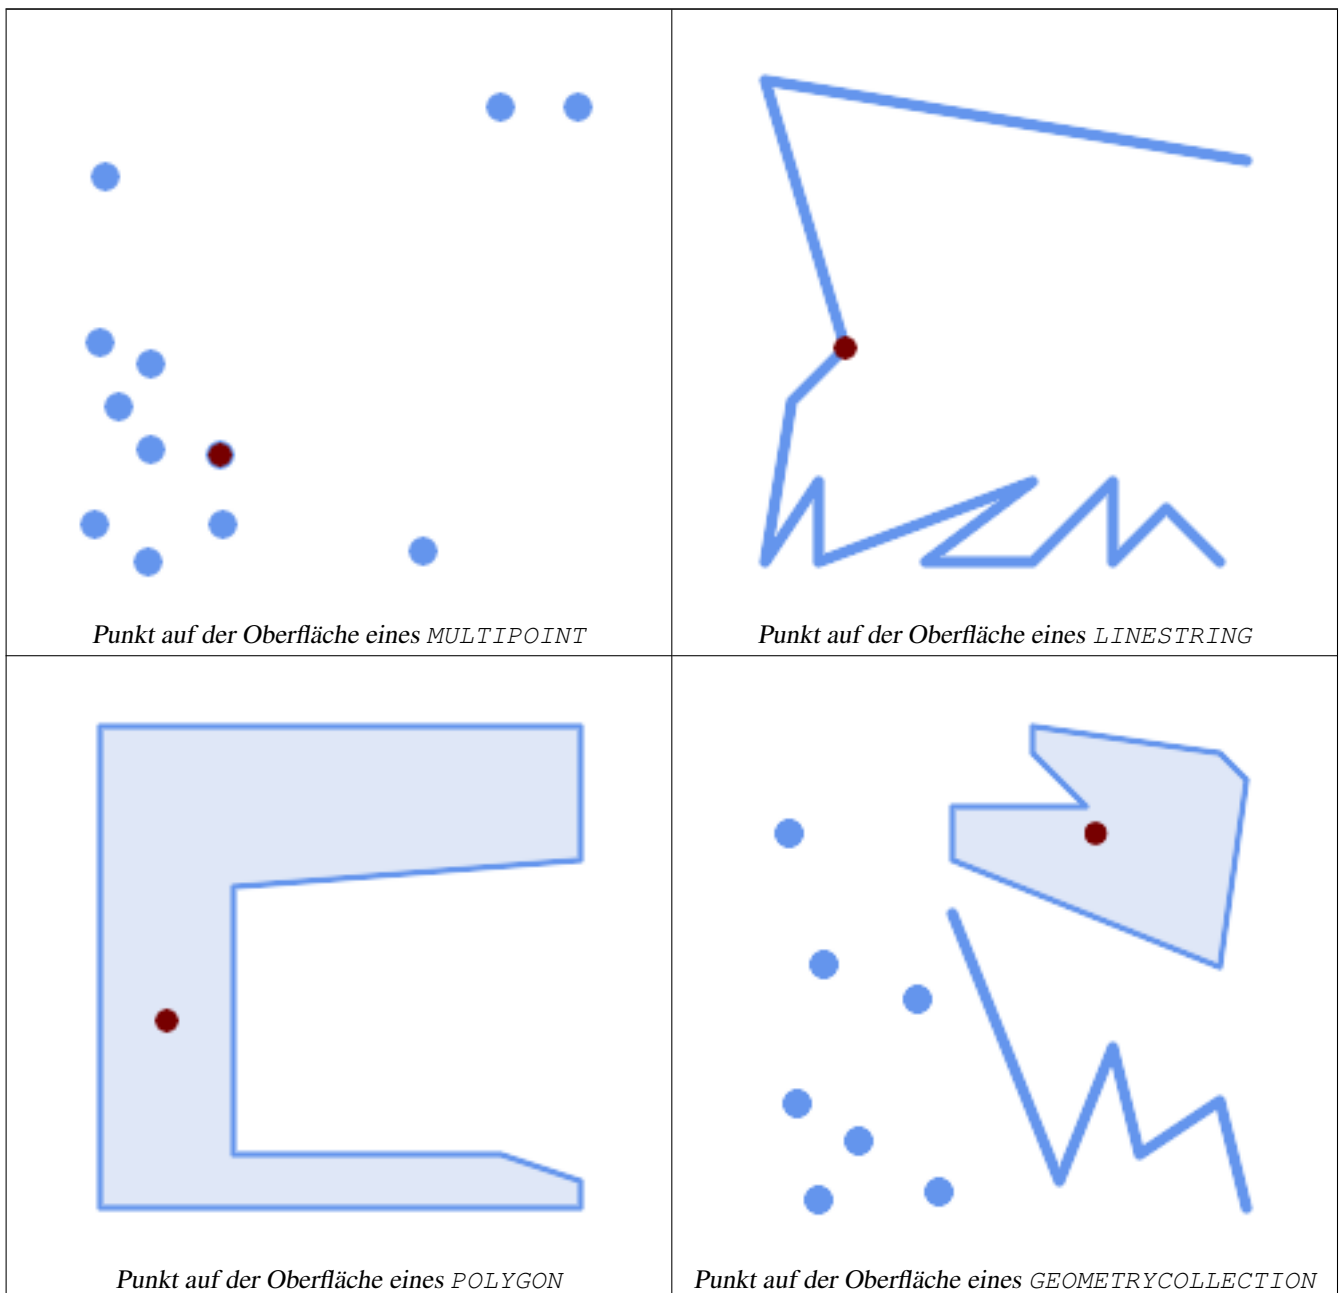 Punkt auf der Oberfläche eines MULTIPOINT
Punkt auf der Oberfläche eines LINESTRING
Punkt auf der Oberfläche eines POLYGON
Punkt auf der Oberfläche eines GEOMETRYCOLLECTION